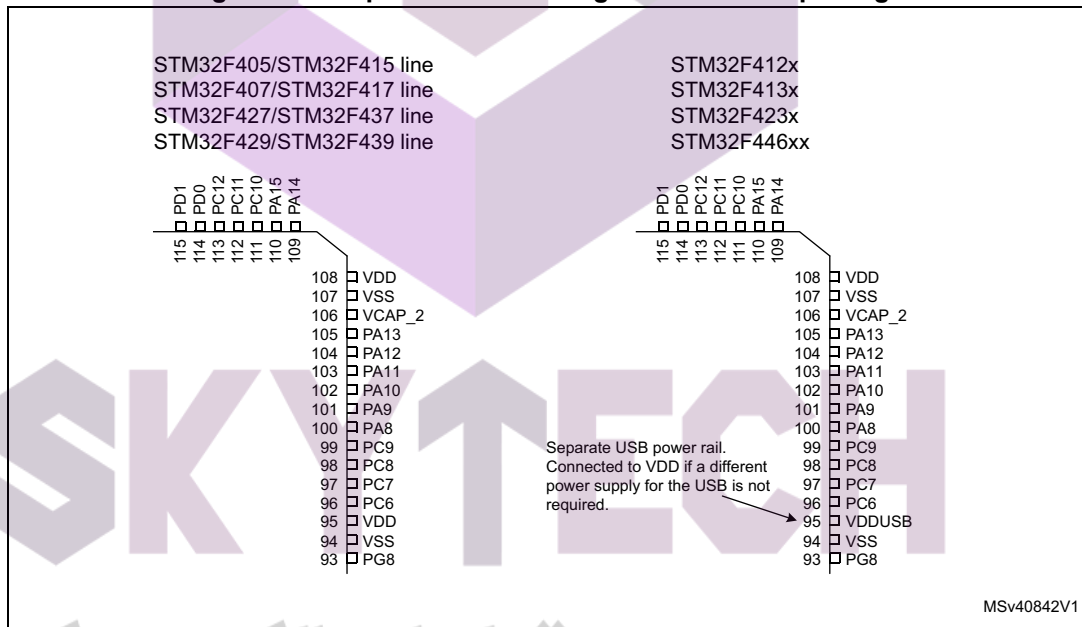 STM32F405/STM32F415 line
STM32F407/STM32F417 line
STM32F427/STM32F437 line
STM32F429/STM32F439 line
PD1
PD0
PC12
PC11
PC10
PA15
PA14
115
114
113
112
111
110
109
108 VDD
107 VSS
106 VCAP_2
105 PA13
104 PA12
103 PA11
102 PA10
101 PA9
100 PA8
99 PC9
98 PC8
97 PC7
96 PC6
95 VDD
94 VSS
93 PG8
STM32F412x
STM32F413x
STM32F423x
STM32F446xx
PD1
PD0
PC12
PC11
PC10
PA15
PA14
115
114
113
112
111
110
109
108 VDD
107 VSS
106 VCAP_2
105 PA13
104 PA12
103 PA11
102 PA10
101 PA9
100 PA8
99 PC9
98 PC8
97 PC7
96 PC6
95 VDDUSB
94 VSS
93 PG8
Separate USB power rail.
Connected to VDD if a different
power supply for the USB is not
required.
MSv40842V1
SKYTECH